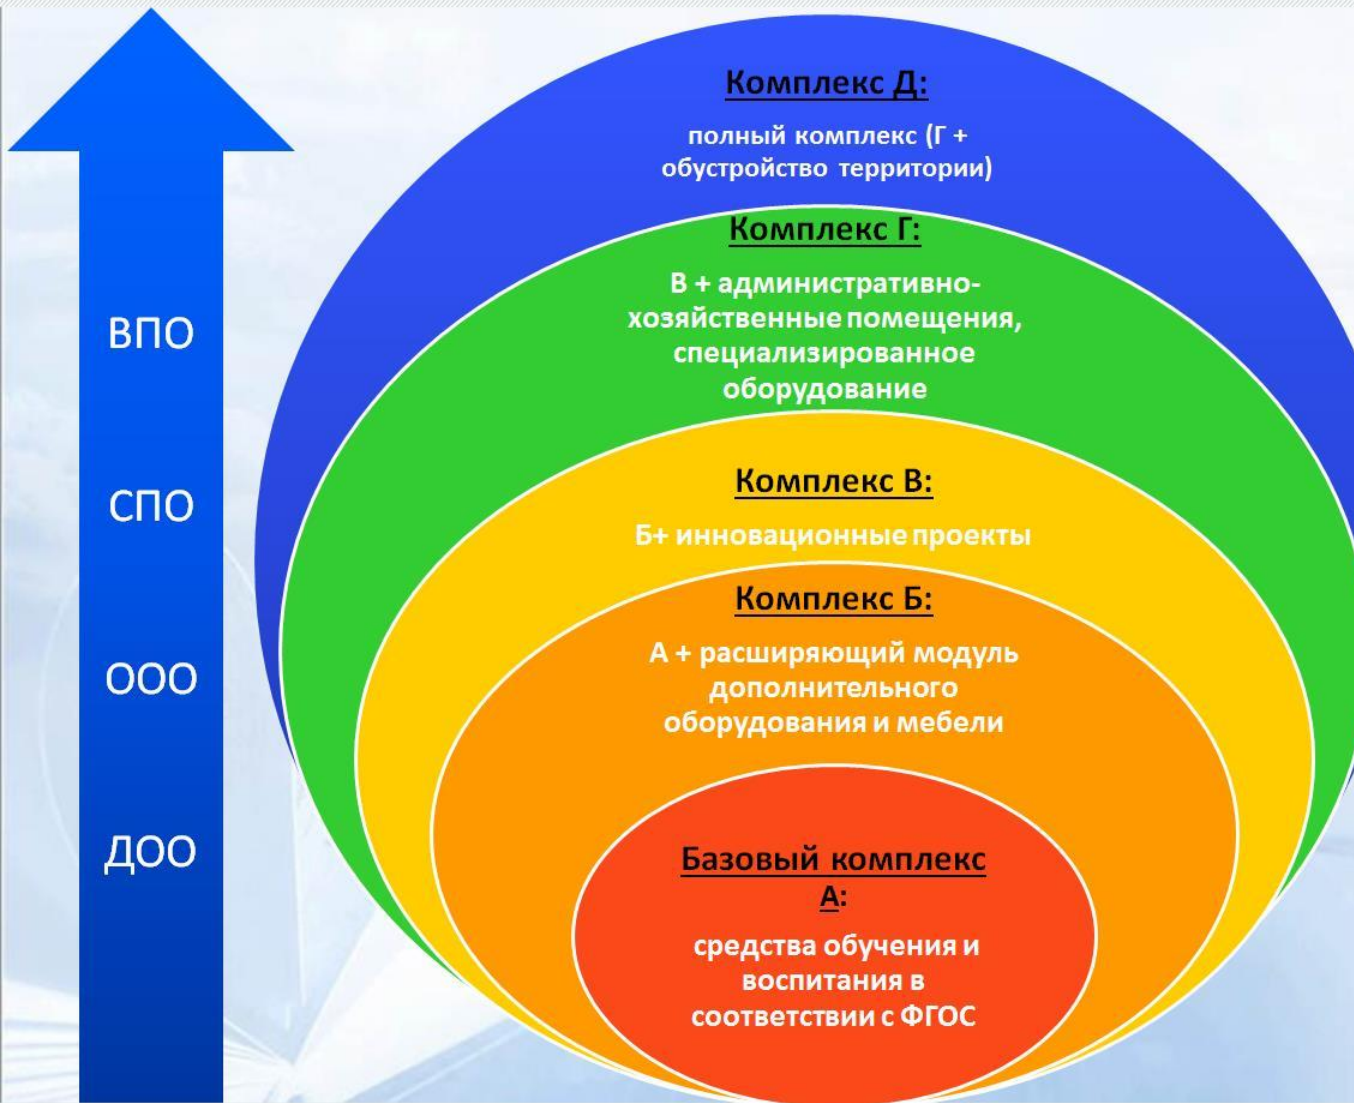 ВПО
СПО
ООО
ДОО
Комплекс Д:
полный комплекс (Г +
обустройство территории)
Комплекс Г:
В + административно-
хозяйственные помещения,
специализированное
оборудование
Комплекс В:
Б+ инновационные проекты
Комплекс Б:
А + расширяющий модуль
дополнительного
оборудования и мебели
Базовый комплекс
А:
средства обучения и
воспитания в
соответствии с ФГОС